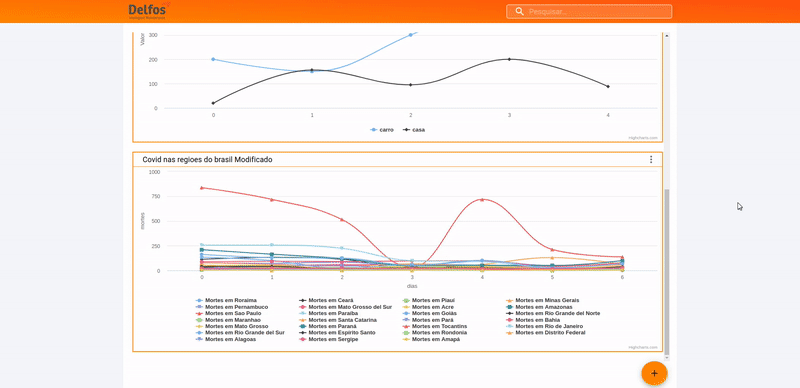 Delfos
Pesquisar...
Valor
300
200
100
0
0 1 2 3 4
carro casa
Highcharts.com
Covid nas regioes do brasil Modificado
1000
750
500
250
0
mortes
0 1 2 3 4 5 6
dias
Mortes em Roraima Mortes em Ceará Mortes em Piaui Mortes em Minas Gerais
Mortes em Pernambuco Mortes em Mato Grosso del Sur Mortes em Acre Mortes em Amazonas
Mortes em Sao Paulo Mortes em Paraiba Mortes em Goiás Mortes em Rio Grande del Norte
Mortes em Maranhao Mortes em Santa Catarina Mortes em Pará Mortes em Bahia
Mortes em Mato Grosso Mortes em Paraná Mortes em Tocantins Mortes em Rio de Janeiro
Mortes em Rio Grande del Sur Mortes em Espirito Santo Mortes em Rondonia Mortes em Distrito Federal
Mortes em Alagoas Mortes em Sergipe Mortes em Amapá
Highcharts.com
+